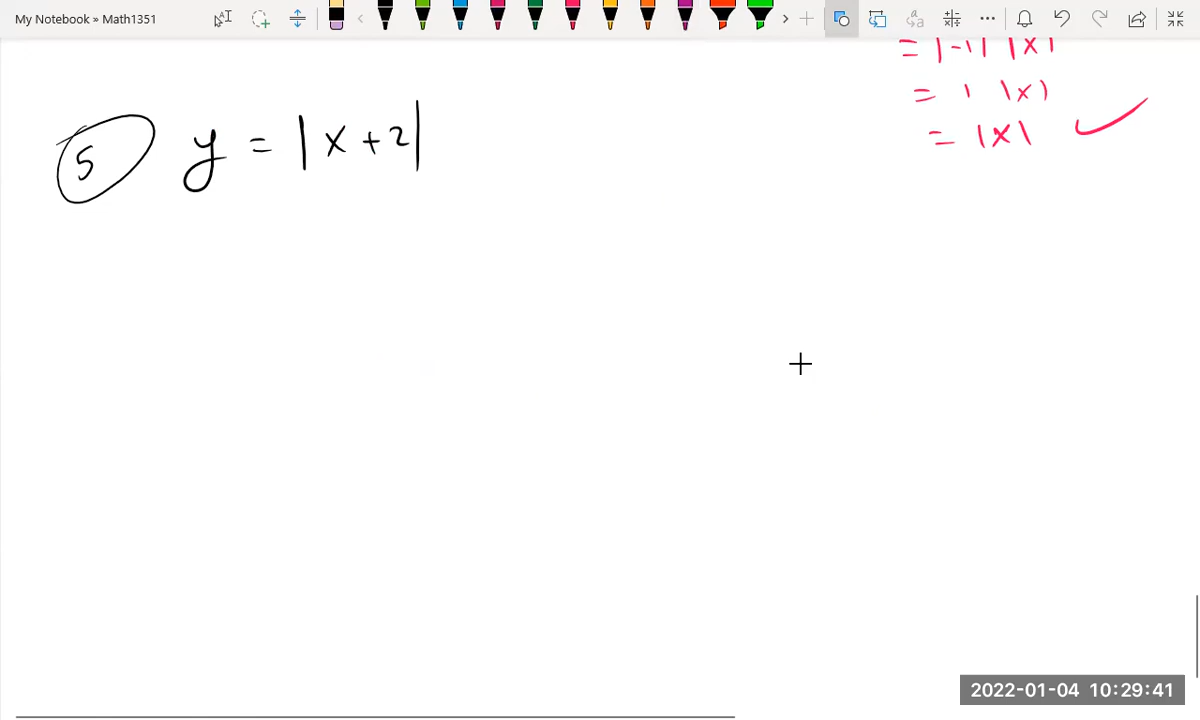 My Notebook » Math1351
= |-1| |x|
= 1 |x|
= |x|
5 y = |x+2|
2022-01-04 10:29:41